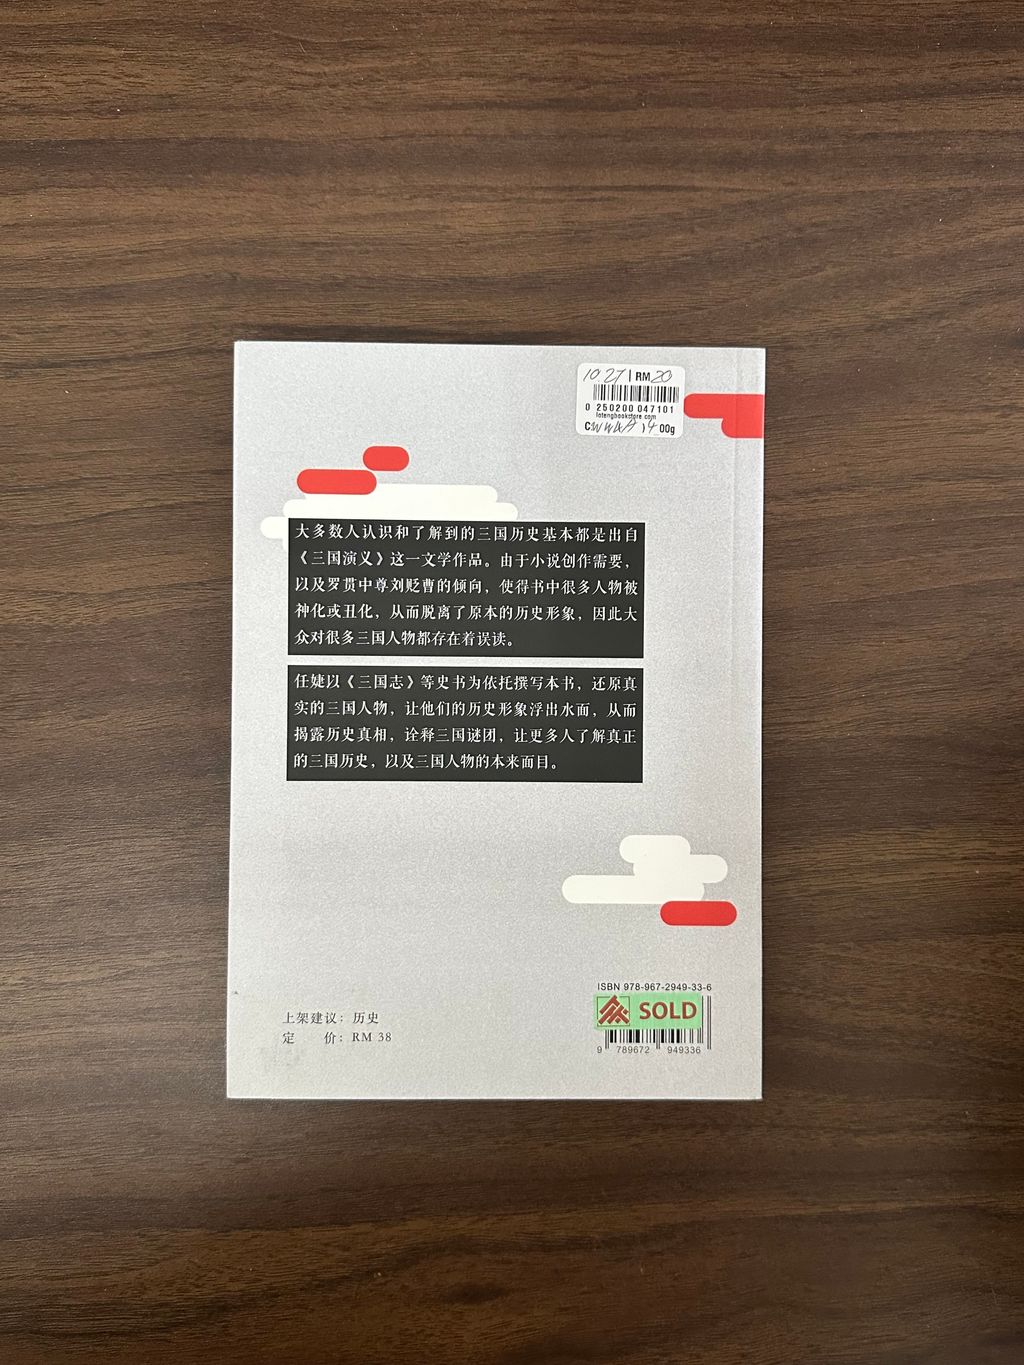 10.27 | RM 20
0 250200 047101
lotengbookstore.com
00g
大多数人认识和了解到的三国历史基本都是出自
《三国演义》这一文学作品。由于小说创作需要，
以及罗贯中尊刘贬曹的倾向，使得书中很多人物被
神化或丑化，从而脱离了原本的历史形象，因此大
众对很多三国人物都存在着误读。
任婕以《三国志》等史书为依托撰写本书，还原真
实的三国人物，让他们的历史形象浮出水面，从而
揭露历史真相，诠释三国谜团，让更多人了解真正
的三国历史，以及三国人物的本来面目。
上架建议：历史
定　　价：RM 38
ISBN 978-967-2949-33-6
SOLD
9 789672 949336